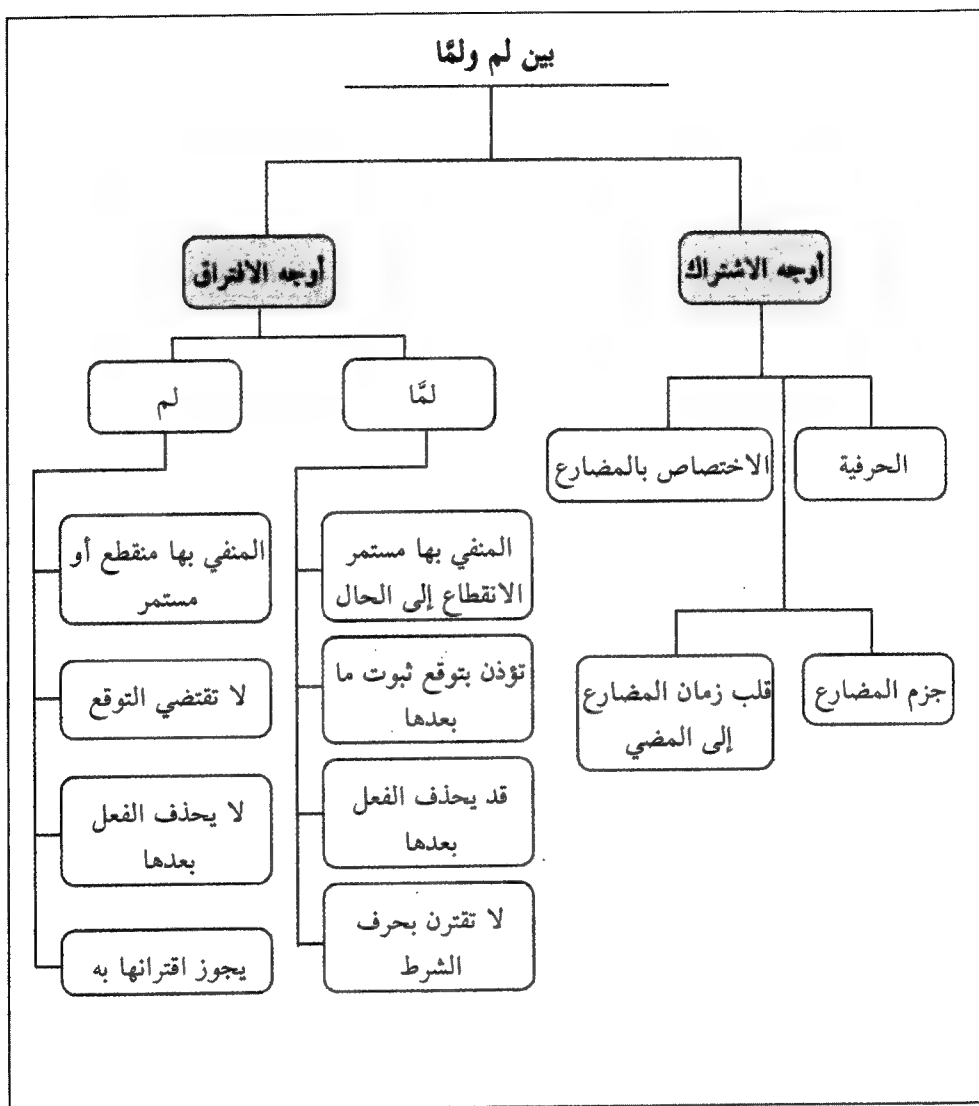 بين لم ولمَّا
أوجه الاشتراك
أوجه الافتراق
الحرفية
الاختصاص بالمضارع
جزم المضارع
قلب زمان المضارع
إلى المضي
لمَّا
لم
المنفي بها مستمر
الانقطاع إلى الحال
تؤذن بتوقع ثبوت ما
بعدها
قد يحذف الفعل
بعدها
لا تقترن بحرف
الشرط
المنفي بها منقطع أو
مستمر
لا تقتضي التوقع
لا يحذف الفعل
بعدها
يجوز اقترانها به